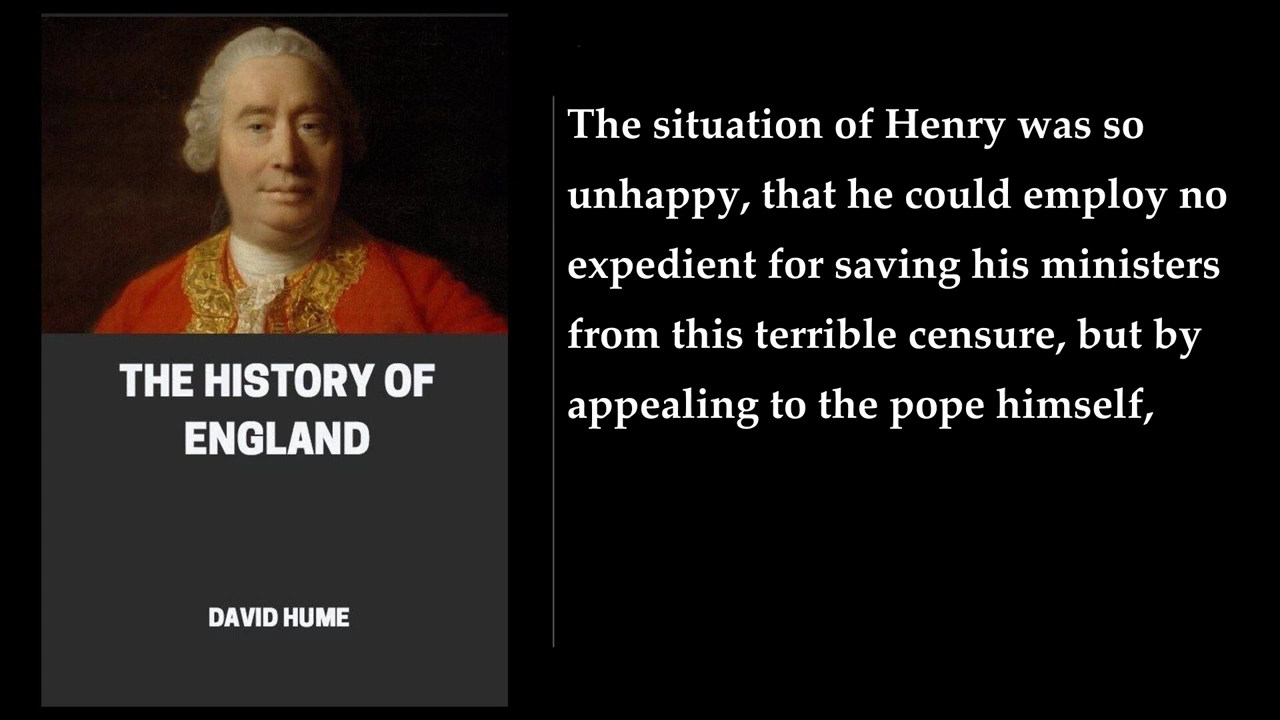 THE HISTORY OF
ENGLAND
DAVID HUME
The situation of Henry was so
unhappy, that he could employ no
expedient for saving his ministers
from this terrible censure, but by
appealing to the pope himself,